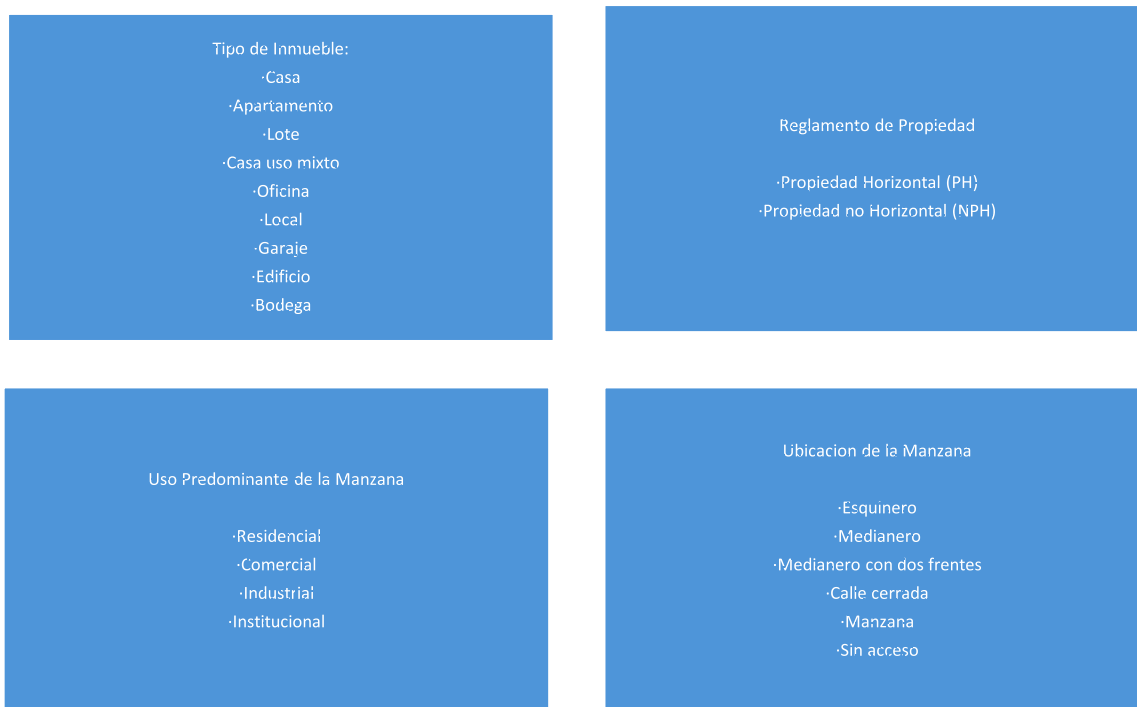 Tipo de Inmueble:
·Casa
·Apartamento
·Lote
·Casa uso mixto
·Oficina
·Local
·Garaje
·Edificio
·Bodega
Reglamento de Propiedad
·Propiedad Horizontal (PH)
·Propiedad no Horizontal (NPH)
Uso Predominante de la Manzana
·Residencial
·Comercial
·Industrial
·Institucional
Ubicacion de la Manzana
·Esquinero
·Medianero
·Medianero con dos frentes
·Calle cerrada
·Manzana
·Sin acceso